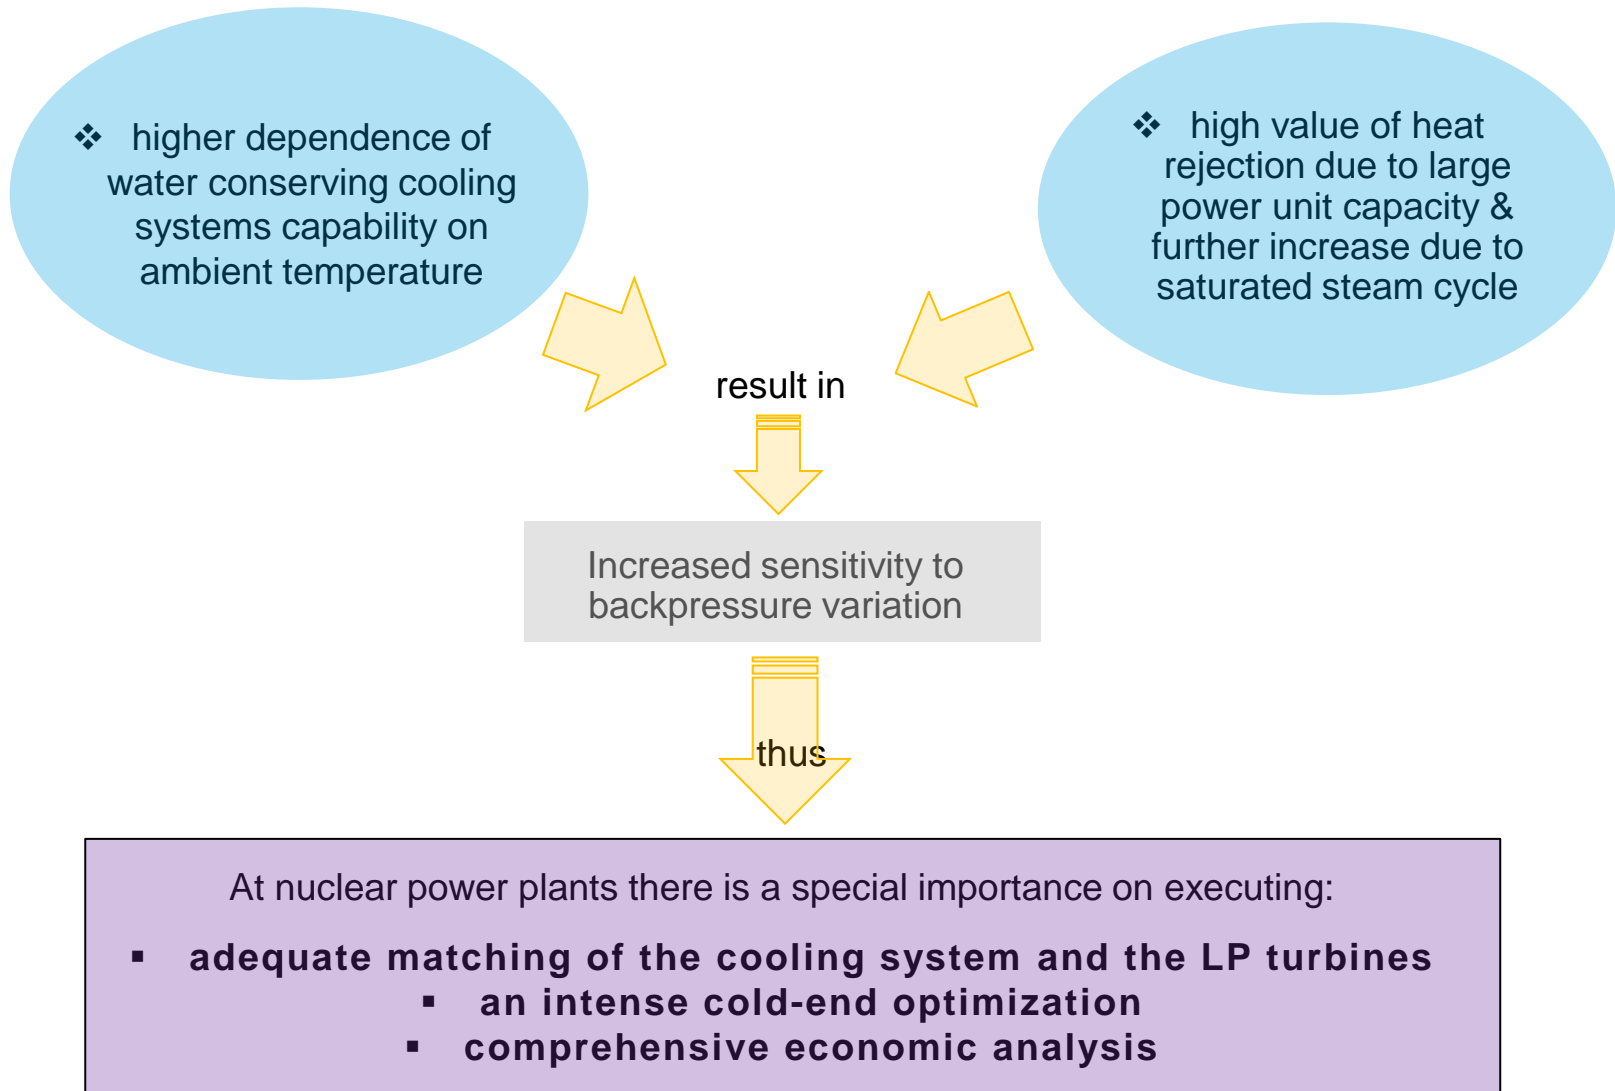 ❖ higher dependence of
water conserving cooling
systems capability on
ambient temperature
❖ high value of heat
rejection due to large
power unit capacity &
further increase due to
saturated steam cycle
result in
Increased sensitivity to
backpressure variation
thus
At nuclear power plants there is a special importance on executing:
▪ adequate matching of the cooling system and the LP turbines
▪ an intense cold-end optimization
▪ comprehensive economic analysis